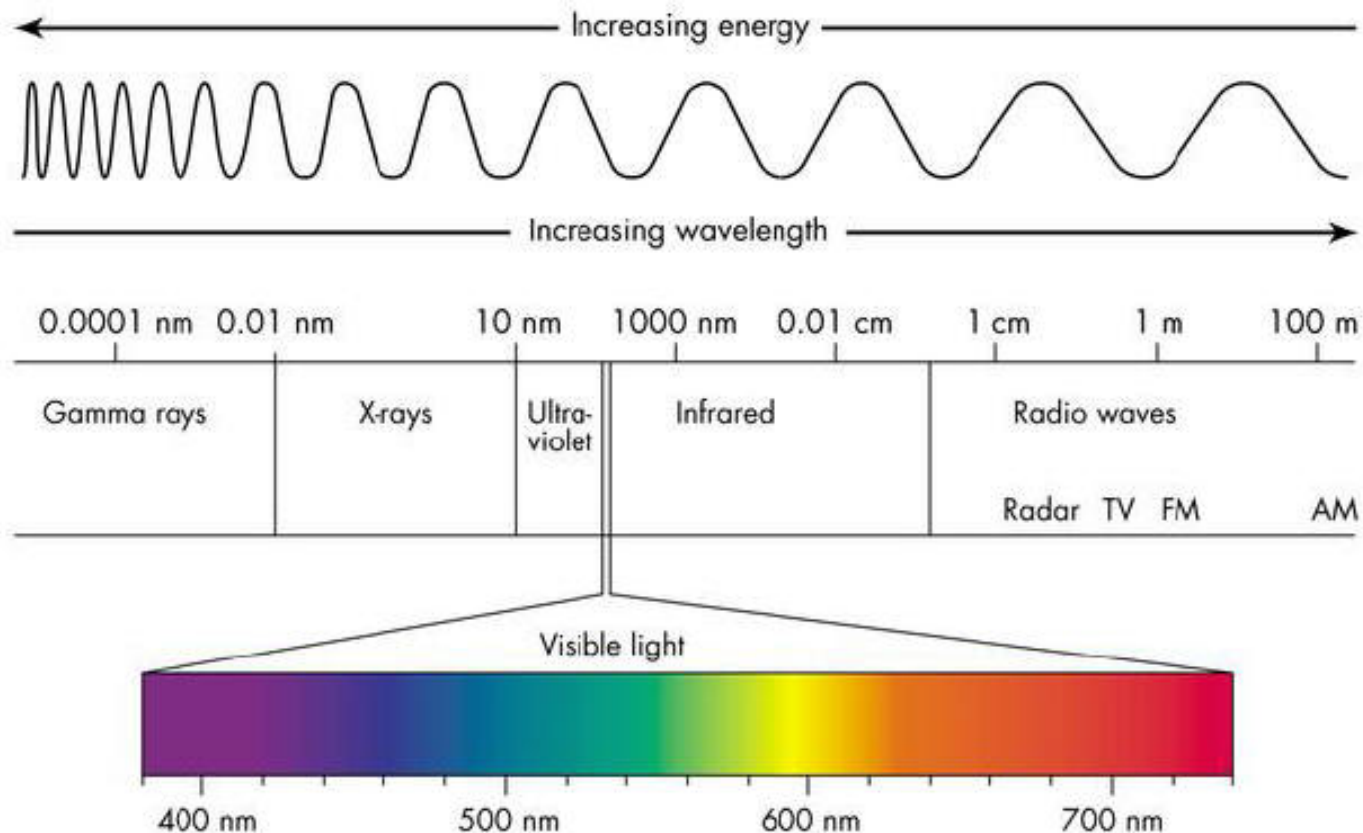 Increasing energy
Increasing wavelength
0.0001 nm 0.01 nm 10 nm 1000 nm 0.01 cm 1 cm 1 m 100 m
Gamma rays X-rays Ultra- Infrared Radio waves
violet
Radar TV FM AM
Visible light
400 nm 500 nm 600 nm 700 nm